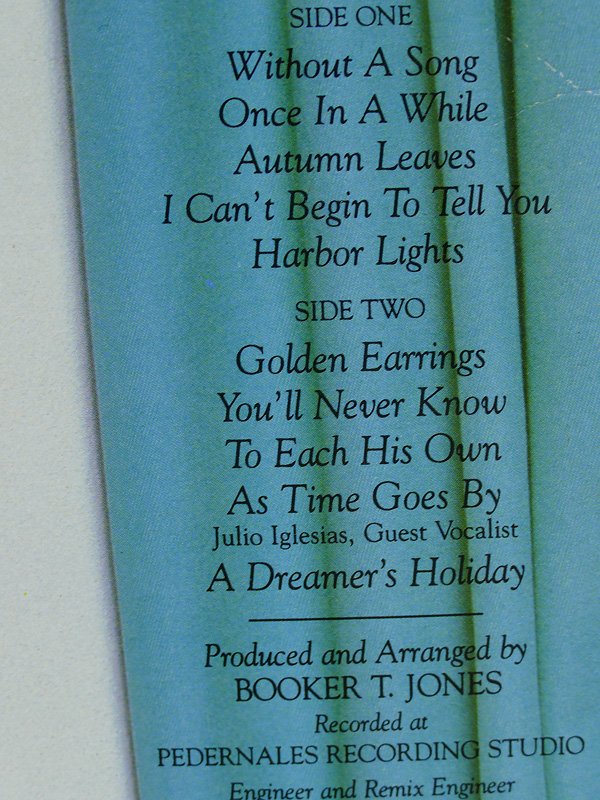 SIDE ONE
Without A Song
Once In A While
Autumn Leaves
I Can't Begin To Tell You
Harbor Lights
SIDE TWO
Golden Earrings
You'll Never Know
To Each His Own
As Time Goes By
Julio Iglesias, Guest Vocalist
A Dreamer's Holiday
Produced and Arranged by
BOOKER T. JONES
Recorded at
PEDERNALES RECORDING STUDIO
Engineer and Remix Engineer